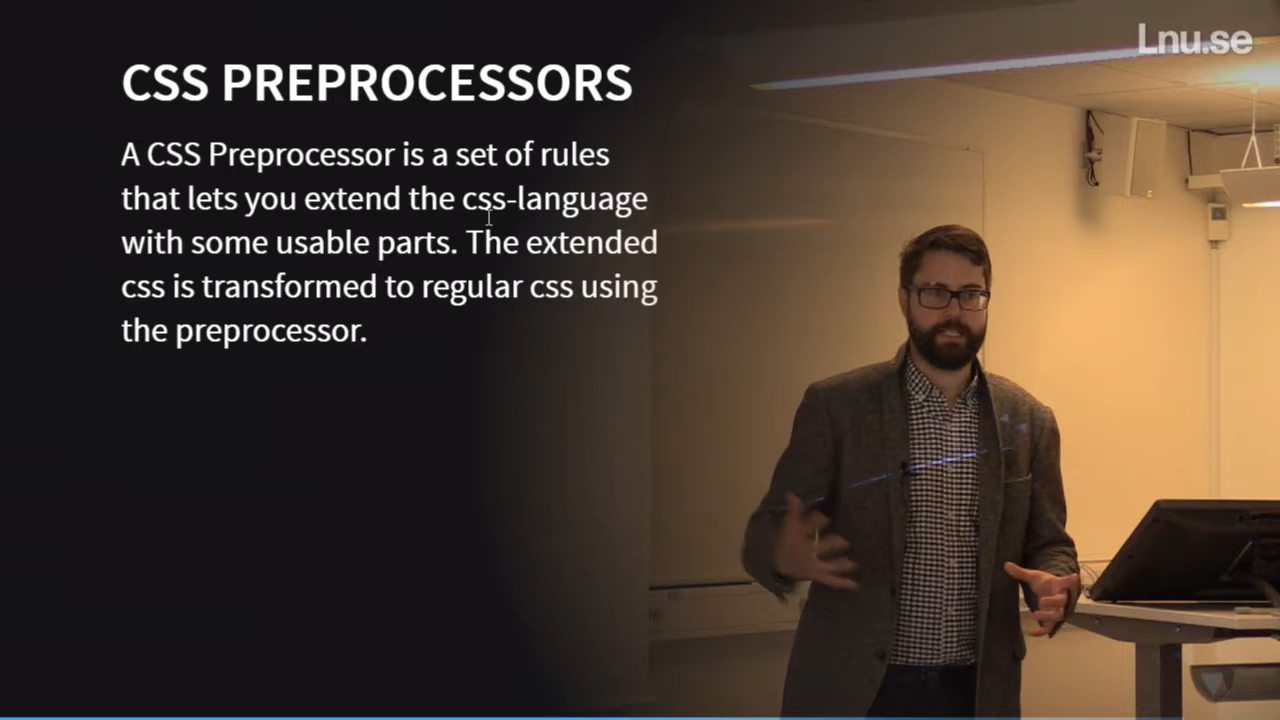 Lnu.se
CSS PREPROCESSORS
A CSS Preprocessor is a set of rules
that lets you extend the css-language
with some usable parts. The extended
css is transformed to regular css using
the preprocessor.